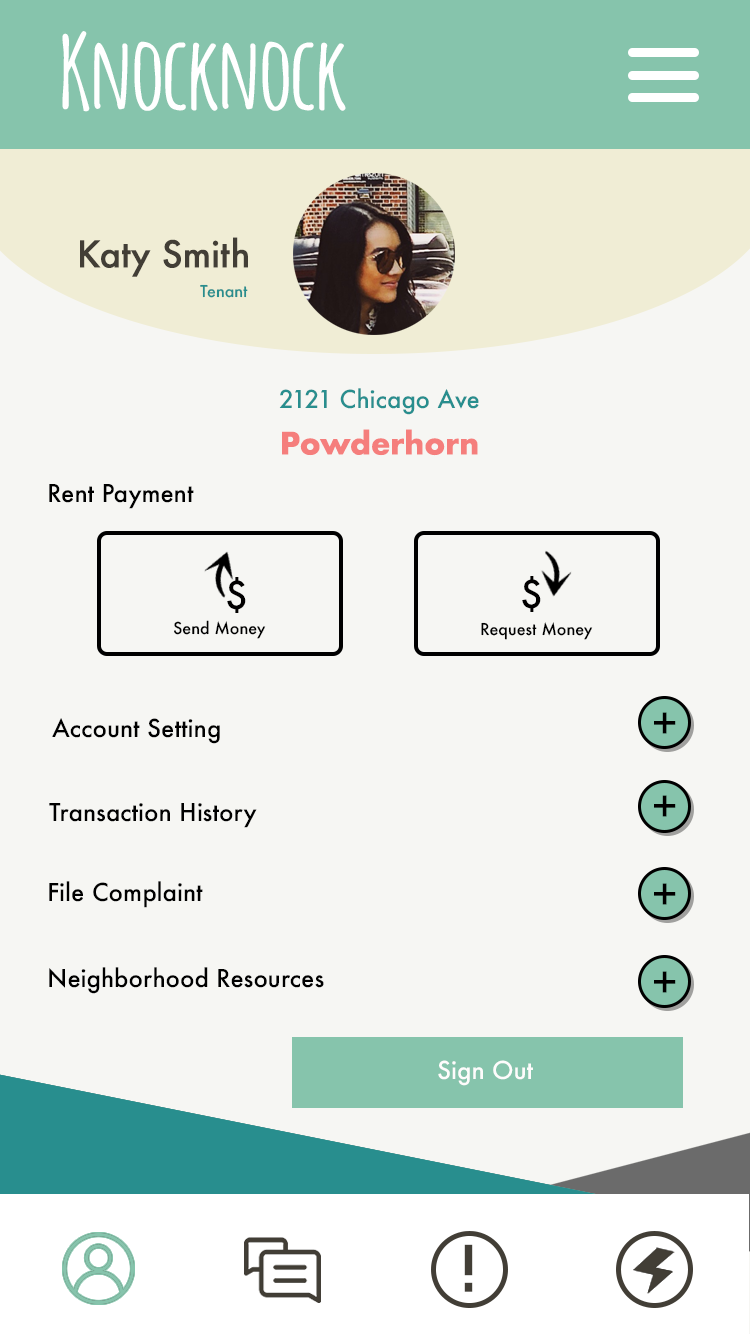 KNOCKNOCK
Katy Smith
Tenant
2121 Chicago Ave
Powderhorn
Rent Payment
$
Send Money
$
Request Money
Account Setting
+
Transaction History
+
File Complaint
+
Neighborhood Resources
+
Sign Out
!